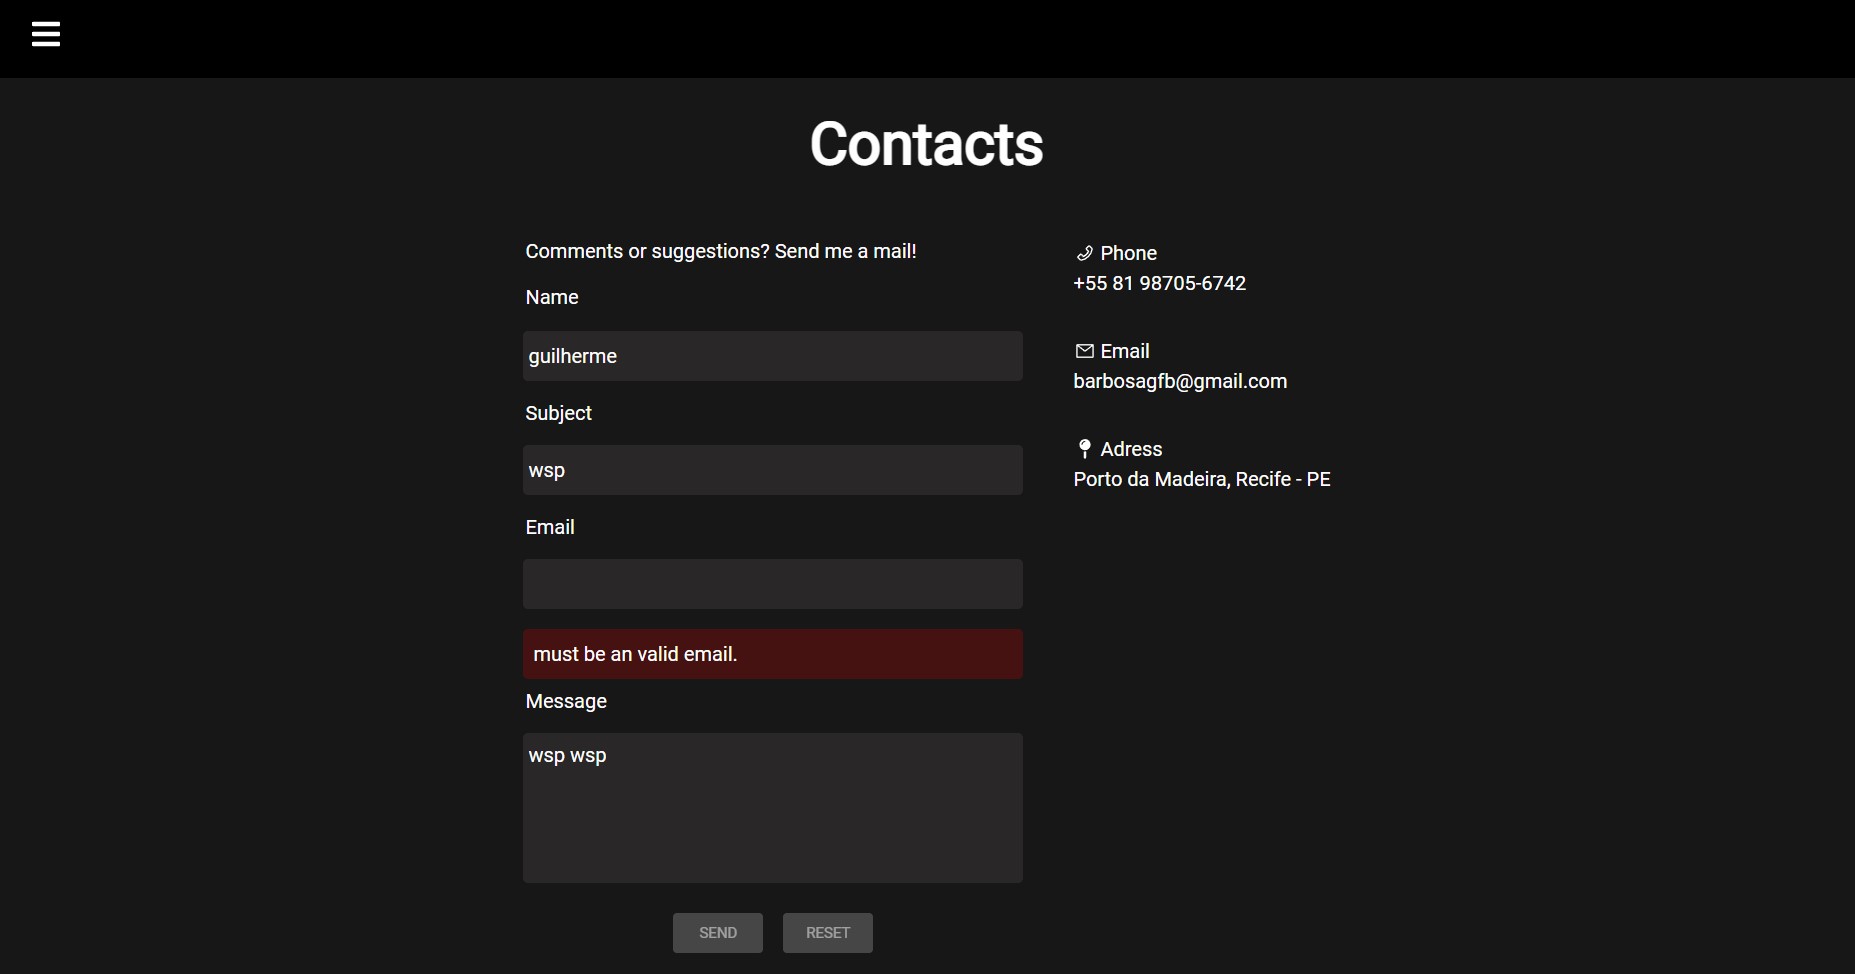 Contacts
Comments or suggestions? Send me a mail!
Name
guilherme
Subject
wsp
Email
must be an valid email.
Message
wsp wsp
SEND
RESET
Phone
+55 81 98705-6742
Email
barbosagfb@gmail.com
Adress
Porto da Madeira, Recife - PE